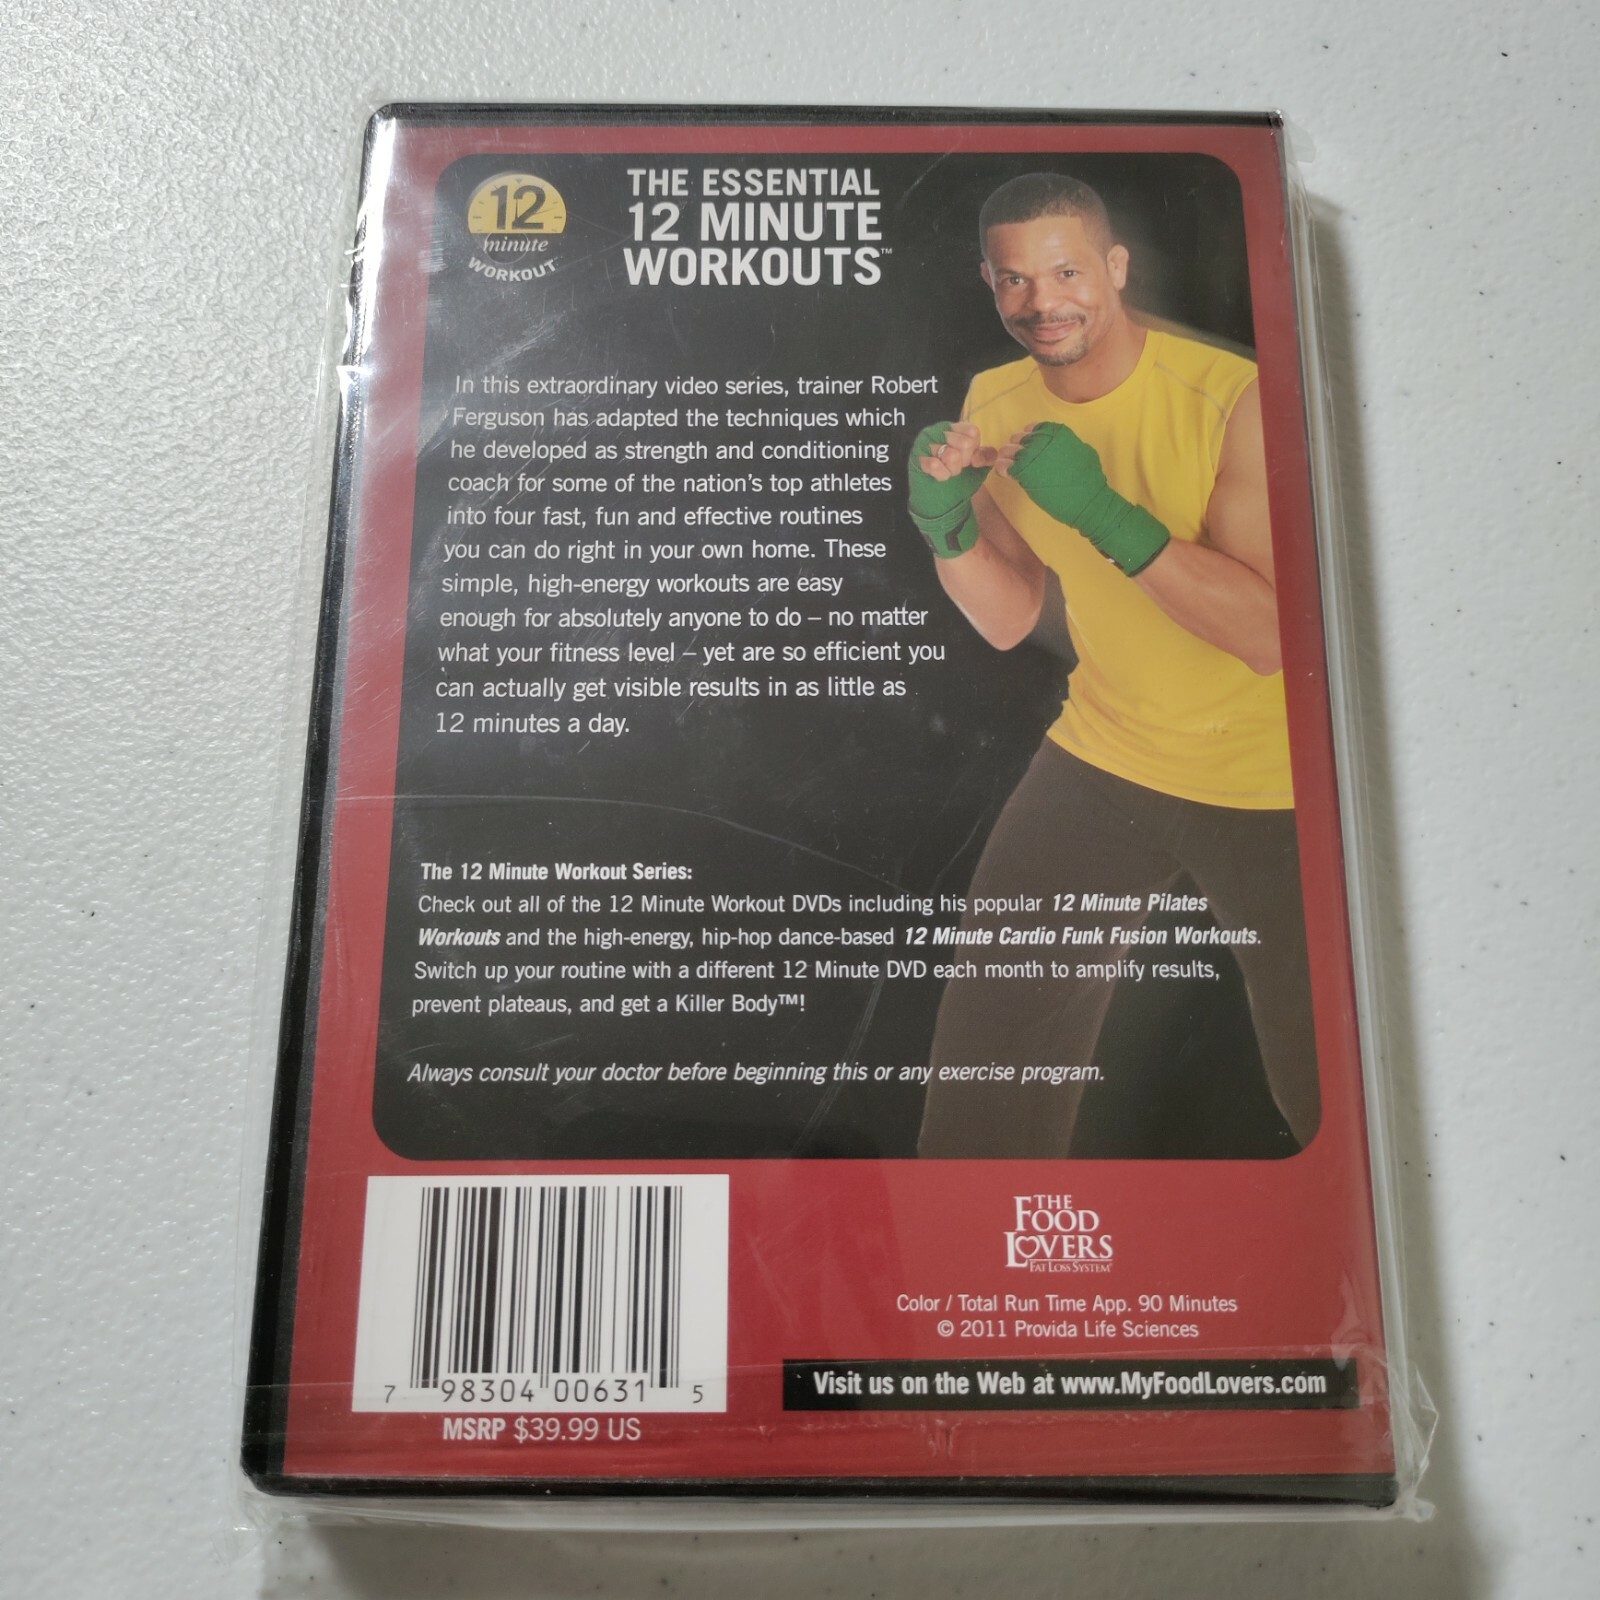 12
minute
WORKOUT
THE ESSENTIAL
12 MINUTE
WORKOUTS™
In this extraordinary video series, trainer Robert
Ferguson has adapted the techniques which
he developed as strength and conditioning
coach for some of the nation's top athletes
into four fast, fun and effective routines
you can do right in your own home. These
simple, high-energy workouts are easy
enough for absolutely anyone to do – no matter
what your fitness level – yet are so efficient you
can actually get visible results in as little as
12 minutes a day.
The 12 Minute Workout Series:
Check out all of the 12 Minute Workout DVDs including his popular 12 Minute Pilates
Workouts and the high-energy, hip-hop dance-based 12 Minute Cardio Funk Fusion Workouts.
Switch up your routine with a different 12 Minute DVD each month to amplify results,
prevent plateaus, and get a Killer Body™!
Always consult your doctor before beginning this or any exercise program.
7 98304 00631 5
MSRP $39.99 US
THE
FOOD
LOVERS
FAT LOSS SYSTEM®
Color / Total Run Time App. 90 Minutes
© 2011 Provida Life Sciences
Visit us on the Web at www.MyFoodLovers.com